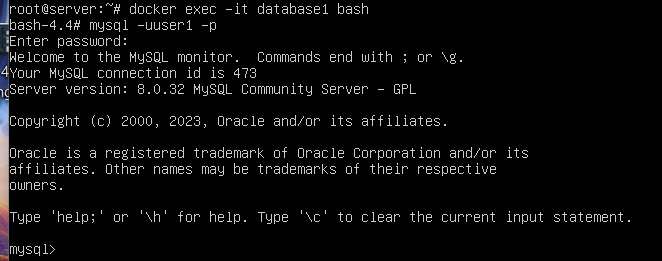 root@server:~# docker exec -it database1 bash
bash-4.4# mysql -uuser1 -p
Enter password:
Welcome to the MySQL monitor.  Commands end with ; or \g.
Your MySQL connection id is 473
Server version: 8.0.32 MySQL Community Server - GPL

Copyright (c) 2000, 2023, Oracle and/or its affiliates.

Oracle is a registered trademark of Oracle Corporation and/or its
affiliates. Other names may be trademarks of their respective
owners.

Type 'help;' or '\h' for help. Type '\c' to clear the current input statement.

mysql>